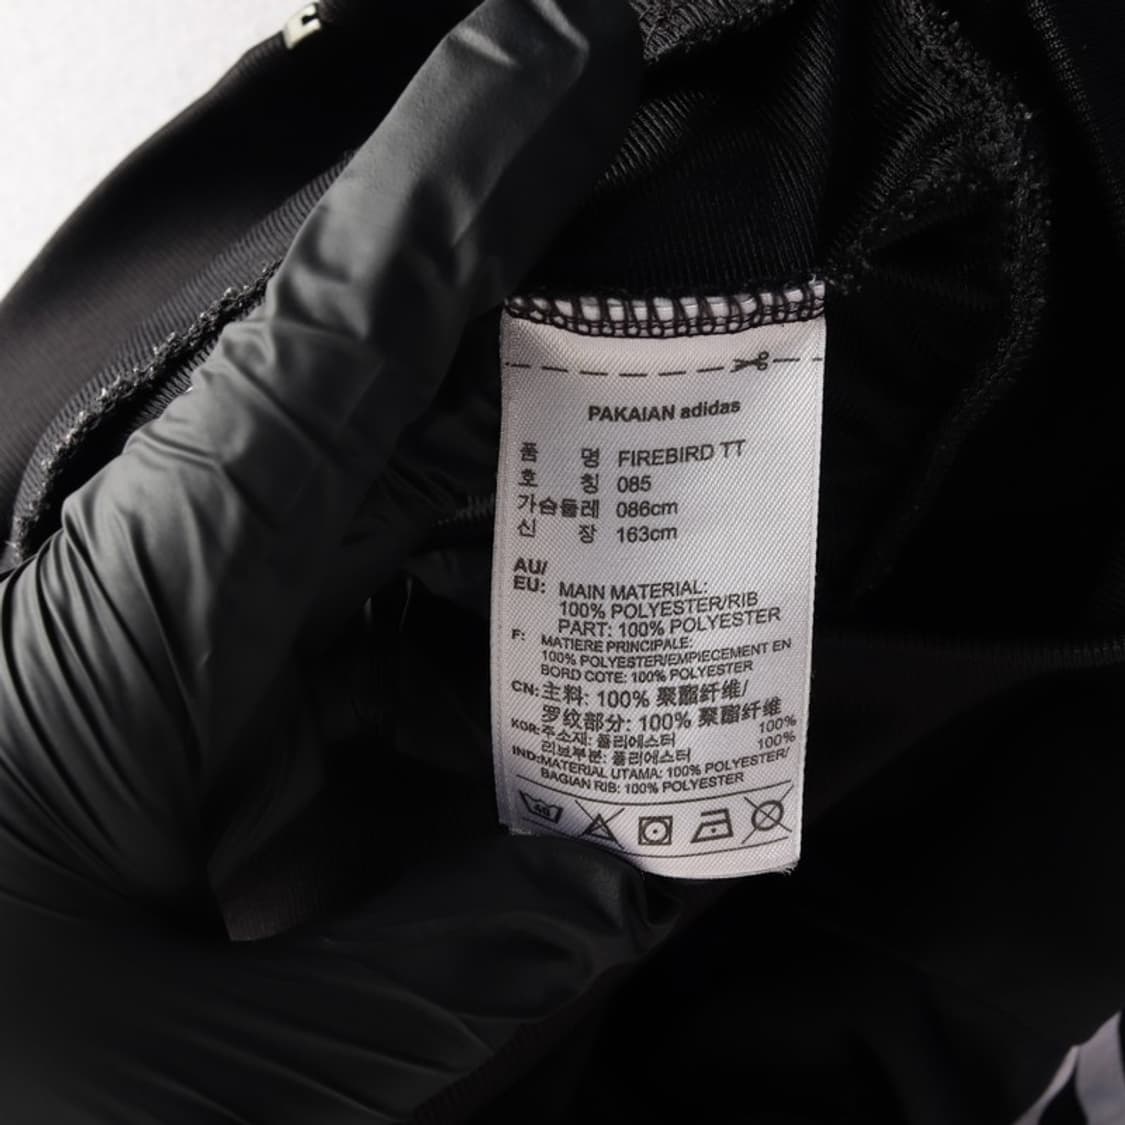 PAKAIAN adidas
품 명 FIREBIRD TT
호 칭 085
가슴둘레 086cm
신 장 163cm
AU/
EU: MAIN MATERIAL:
100% POLYESTER/RIB
PART: 100% POLYESTER
F: MATIERE PRINCIPALE:
100% POLYESTER/EMPIECEMENT EN
BORD COTE: 100% POLYESTER
CN: 主料: 100% 聚酯纤维/
罗纹部分: 100% 聚酯纤维
KOR: 주소재: 폴리에스터 100%
리브부분: 폴리에스터 100%
IND: MATERIAL UTAMA: 100% POLYESTER/
BAGIAN RIB: 100% POLYESTER
40